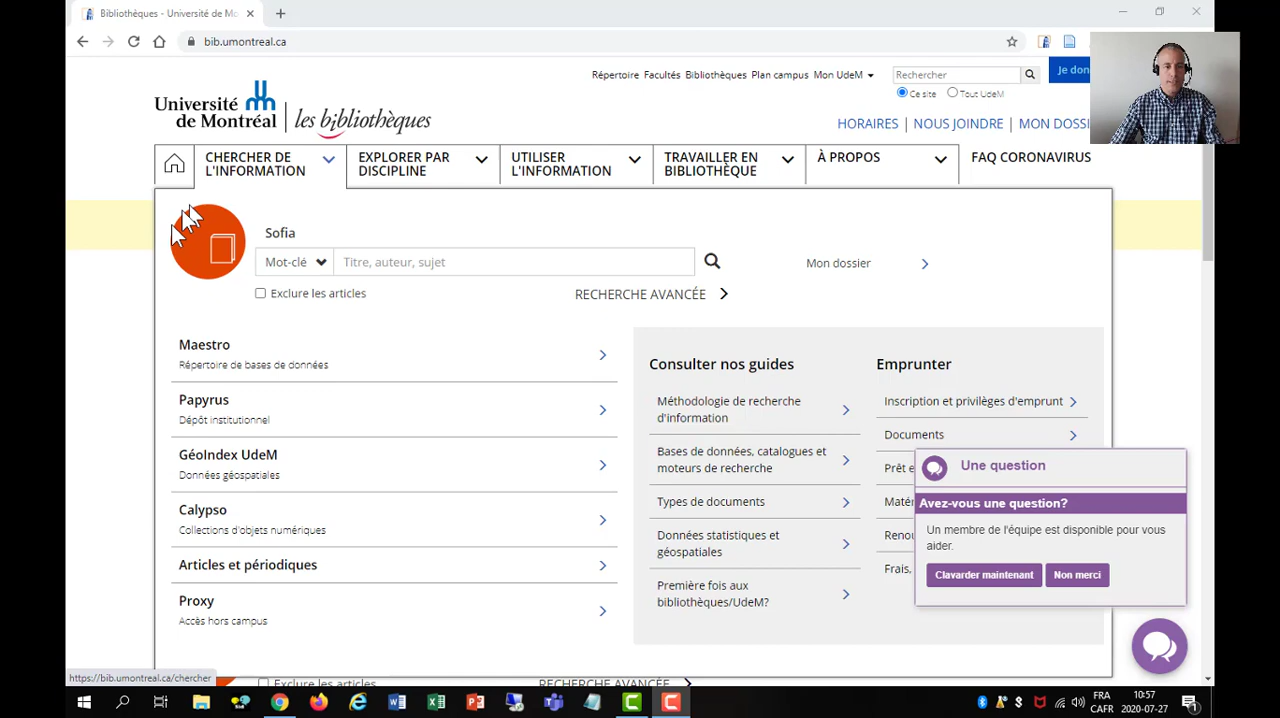 Bibliothèques - Université de Mo
bib.umontreal.ca
Répertoire Facultés Bibliothèques Plan campus Mon UdeM
Rechercher
Je don
Ce site Tout UdeM
Université
de Montréal
les bibliothèques
HORAIRES | NOUS JOINDRE | MON DOSSI
CHERCHER DE
L'INFORMATION
EXPLORER PAR
DISCIPLINE
UTILISER
L'INFORMATION
TRAVAILLER EN
BIBLIOTHÈQUE
À PROPOS
FAQ CORONAVIRUS
Sofia
Mot-clé
Titre, auteur, sujet
Mon dossier
Exclure les articles
RECHERCHE AVANCÉE
Maestro
Répertoire de bases de données
Papyrus
Dépôt institutionnel
GéoIndex UdeM
Données géospatiales
Calypso
Collections d'objets numériques
Articles et périodiques
Proxy
Accès hors campus
Consulter nos guides
Méthodologie de recherche
d'information
Bases de données, catalogues et
moteurs de recherche
Types de documents
Données statistiques et
géospatiales
Première fois aux
bibliothèques/UdeM?
Emprunter
Inscription et privilèges d'emprunt
Documents
Prêt e
Matér
Renou
Frais,
Une question
Avez-vous une question?
Un membre de l'équipe est disponible pour vous
aider.
Clavarder maintenant
Non merci
https://bib.umontreal.ca/chercher
Exclure les articles
RECHERCHE AVANCÉE
FRA
CAFR
10:57
2020-07-27
1